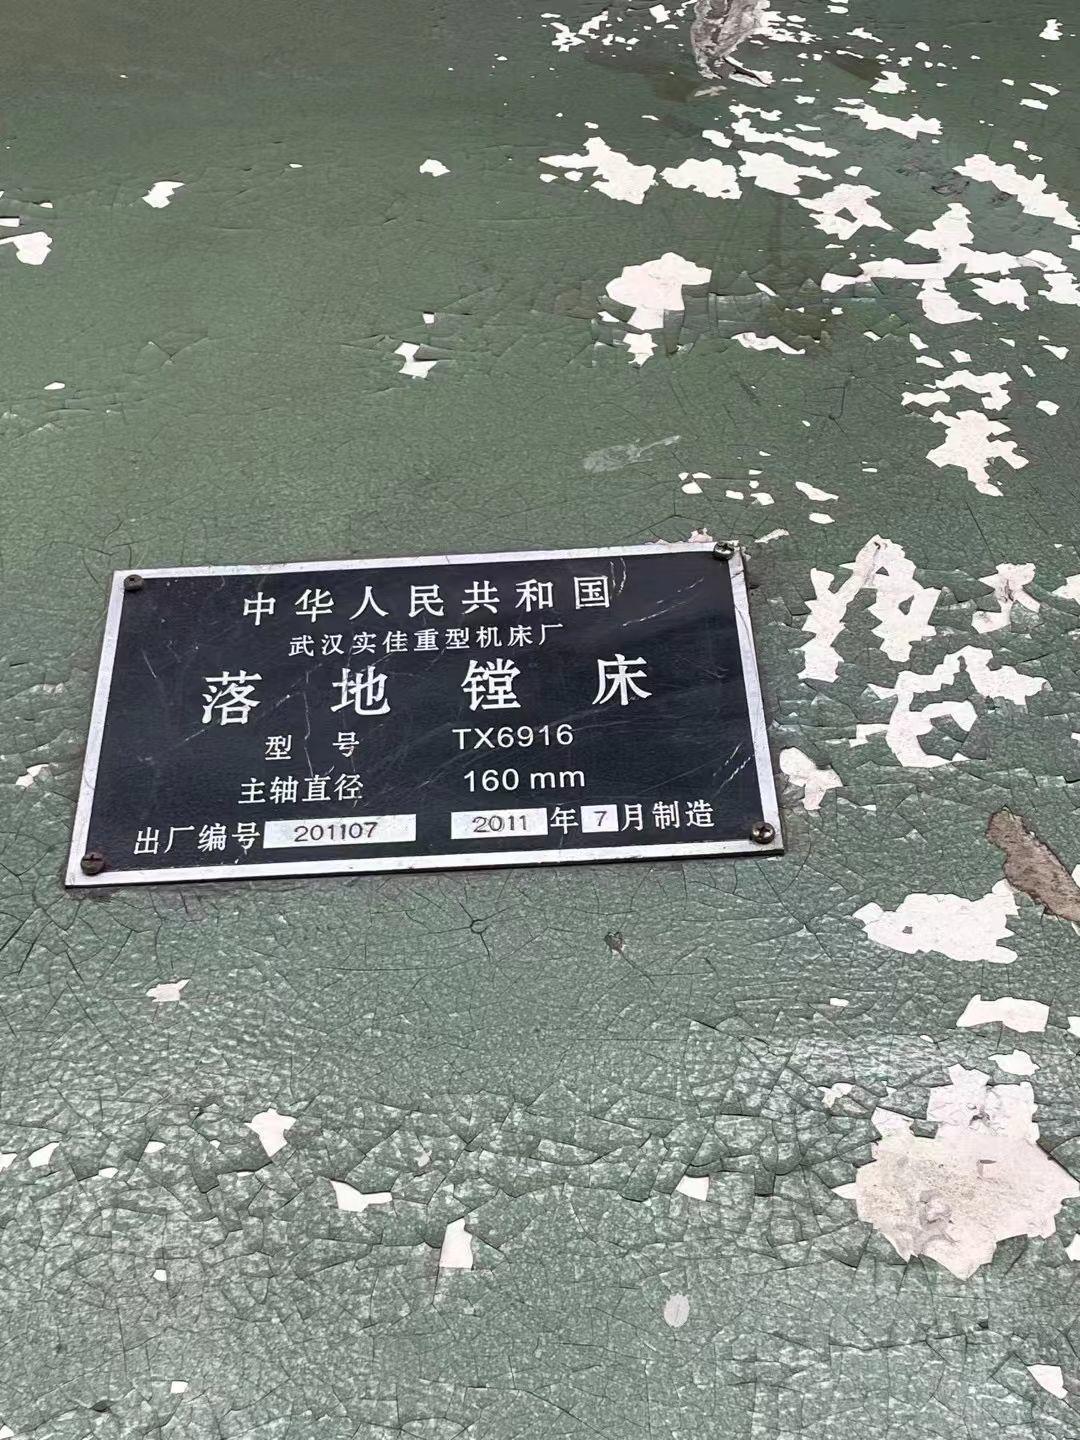 中华人民共和国
武汉实佳重型机床厂
落地镗床
型号 TX6916
主轴直径 160 mm
出厂编号 201107 2011 年 7 月制造